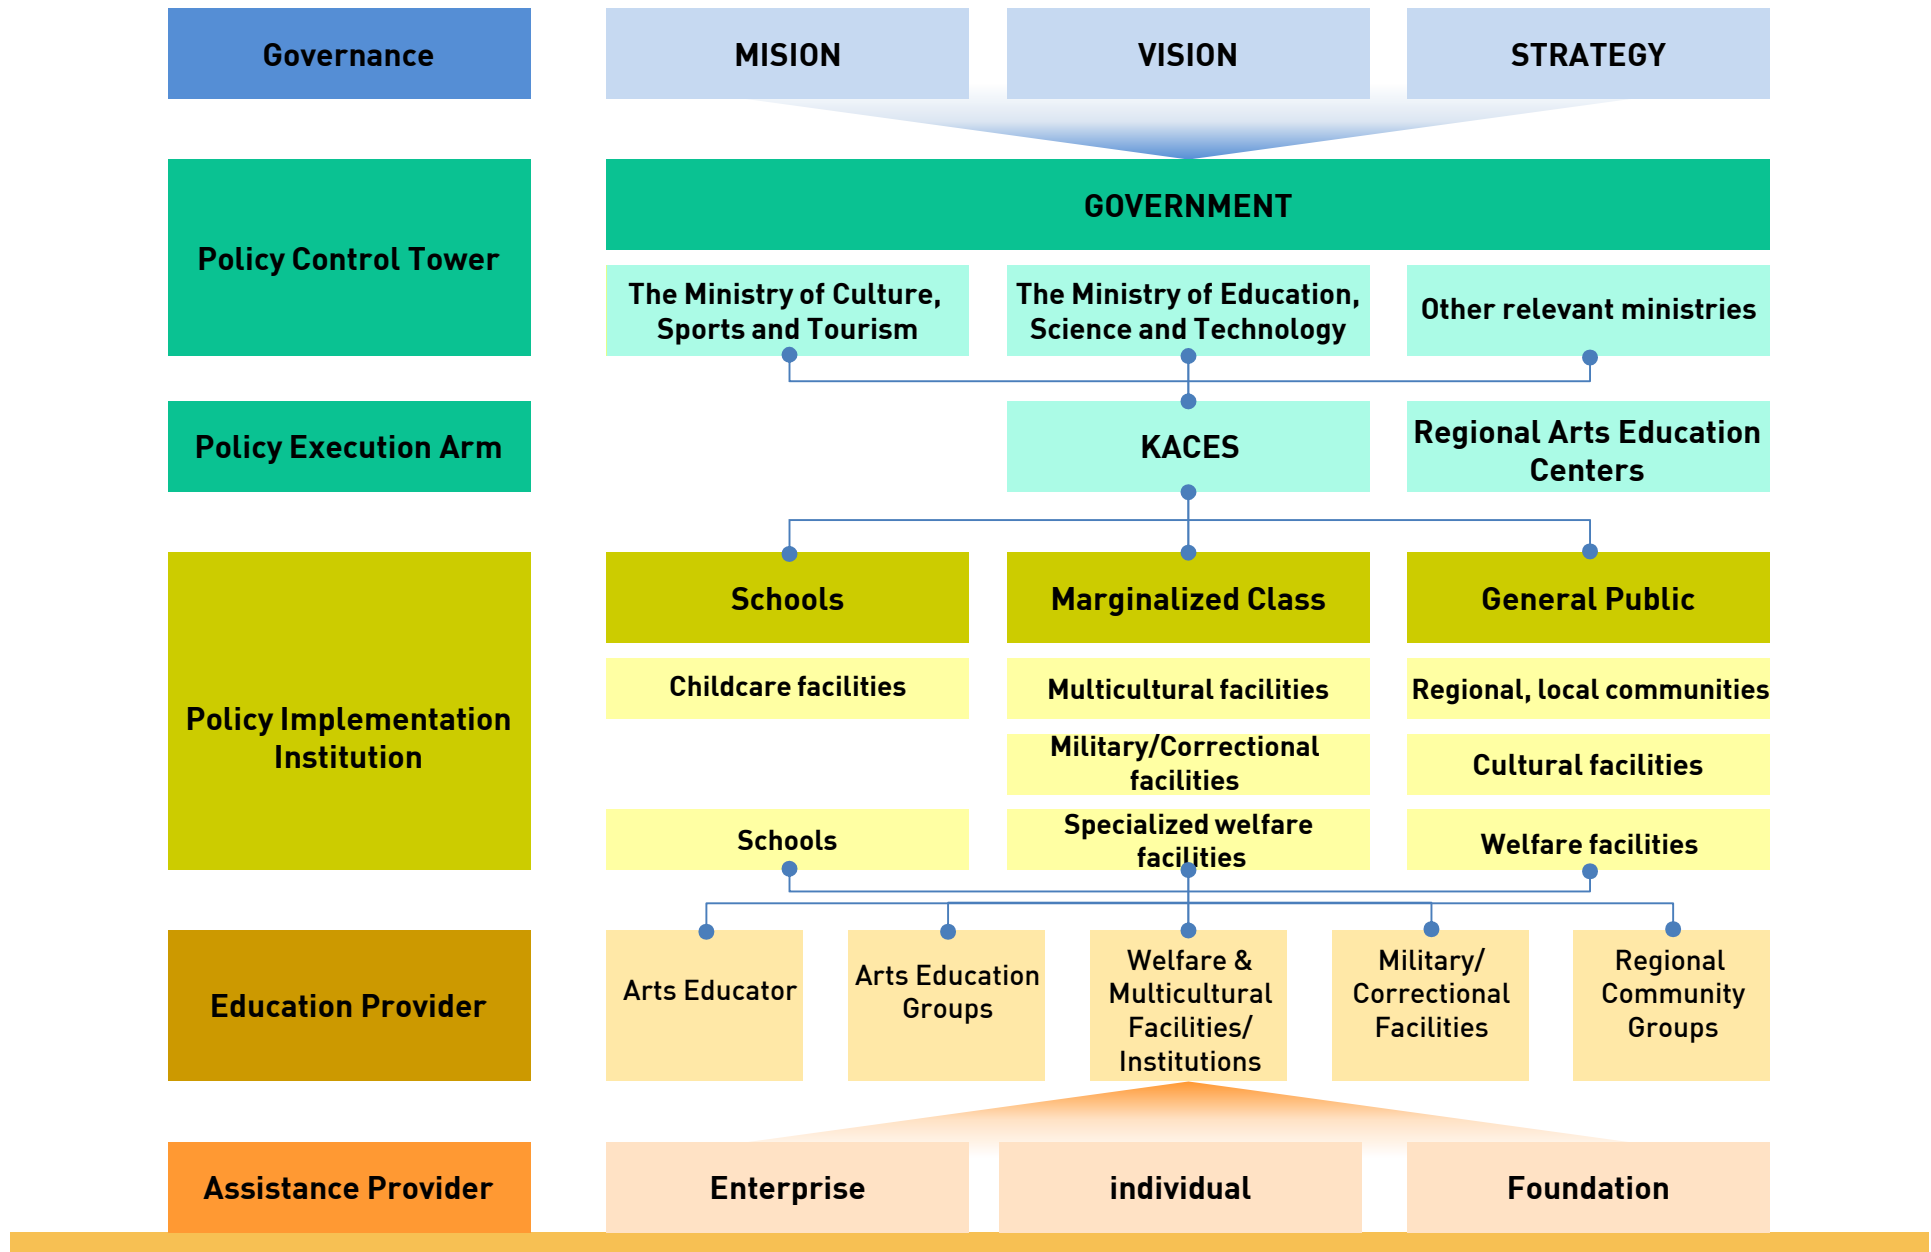 Governance
MISION
VISION
STRATEGY
Policy Control Tower
GOVERNMENT
The Ministry of Culture,
Sports and Tourism
The Ministry of Education,
Science and Technology
Other relevant ministries
Policy Execution Arm
KACES
Regional Arts Education
Centers
Policy Implementation
Institution
Schools
Marginalized Class
General Public
Childcare facilities
Multicultural facilities
Regional, local communities
Military/Correctional
facilities
Cultural facilities
Schools
Specialized welfare
facilities
Welfare facilities
Education Provider
Arts Educator
Arts Education
Groups
Welfare &
Multicultural
Facilities/
Institutions
Military/
Correctional
Facilities
Regional
Community
Groups
Assistance Provider
Enterprise
individual
Foundation